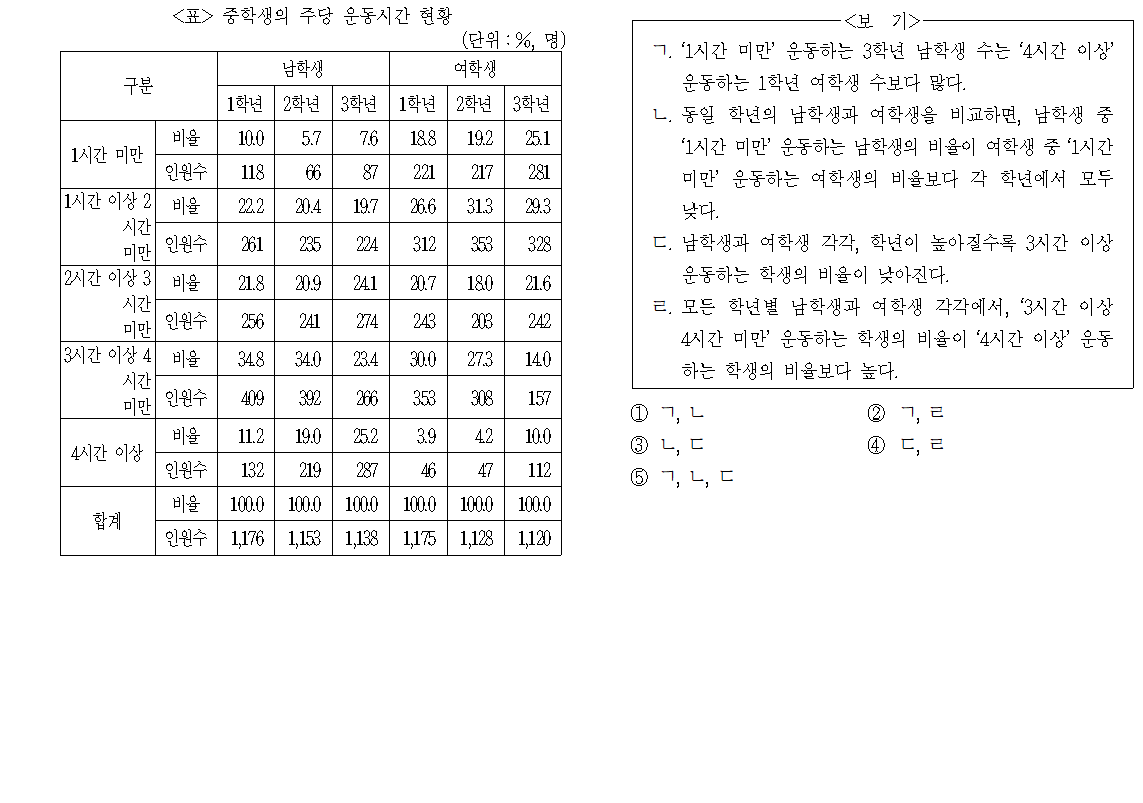 <표> 중학생의 주당 운동시간 현황
(단위 : %, 명)
구분 남학생 여학생
1학년 2학년 3학년 1학년 2학년 3학년
1시간 미만 비율 10.0 5.7 7.6 18.8 19.2 25.1
인원수 118 66 87 221 217 281
1시간 이상 2
시간
미만 비율 22.2 20.4 19.7 26.6 31.3 29.3
인원수 261 235 224 312 353 328
2시간 이상 3
시간
미만 비율 21.8 20.9 24.1 20.7 18.0 21.6
인원수 256 241 274 243 203 242
3시간 이상 4
시간
미만 비율 34.8 34.0 23.4 30.0 27.3 14.0
인원수 409 392 266 353 308 157
4시간 이상 비율 11.2 19.0 25.2 3.9 4.2 10.0
인원수 132 219 287 46 47 112
합계 비율 100.0 100.0 100.0 100.0 100.0 100.0
인원수 1,176 1,153 1,138 1,175 1,128 1,120
<보 기>
ㄱ. ‘1시간 미만’ 운동하는 3학년 남학생 수는 ‘4시간 이상’
운동하는 1학년 여학생 수보다 많다.
ㄴ. 동일 학년의 남학생과 여학생을 비교하면, 남학생 중
‘1시간 미만’ 운동하는 남학생의 비율이 여학생 중 ‘1시간
미만’ 운동하는 여학생의 비율보다 각 학년에서 모두
낮다.
ㄷ. 남학생과 여학생 각각, 학년이 높아질수록 3시간 이상
운동하는 학생의 비율이 낮아진다.
ㄹ. 모든 학년별 남학생과 여학생 각각에서, ‘3시간 이상
4시간 미만’ 운동하는 학생의 비율이 ‘4시간 이상’ 운동
하는 학생의 비율보다 높다.
① ㄱ, ㄴ ② ㄱ, ㄹ
③ ㄴ, ㄷ ④ ㄷ, ㄹ
⑤ ㄱ, ㄴ, ㄷ